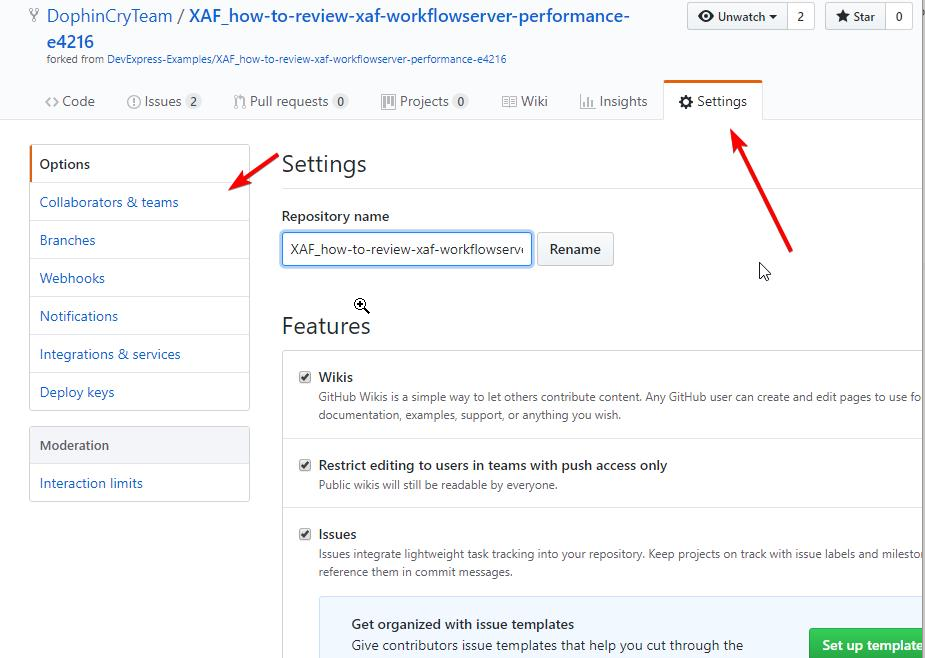 DophinCryTeam / XAF_how-to-review-xaf-workflowserver-performance-
e4216
forked from DevExpress-Examples/XAF_how-to-review-xaf-workflowserver-performance-e4216
Unwatch 2 Star 0
Code Issues 2 Pull requests 0 Projects 0 Wiki Insights Settings
Options
Collaborators & teams
Branches
Webhooks
Notifications
Integrations & services
Deploy keys
Moderation
Interaction limits
Settings
Repository name
XAF_how-to-review-xaf-workflowserve Rename
Features
Wikis
GitHub Wikis is a simple way to let others contribute content. Any GitHub user can create and edit pages to use fo
documentation, examples, support, or anything you wish.
Restrict editing to users in teams with push access only
Public wikis will still be readable by everyone.
Issues
Issues integrate lightweight task tracking into your repository. Keep projects on track with issue labels and milesto
reference them in commit messages.
Get organized with issue templates
Give contributors issue templates that help you cut through the
Set up template